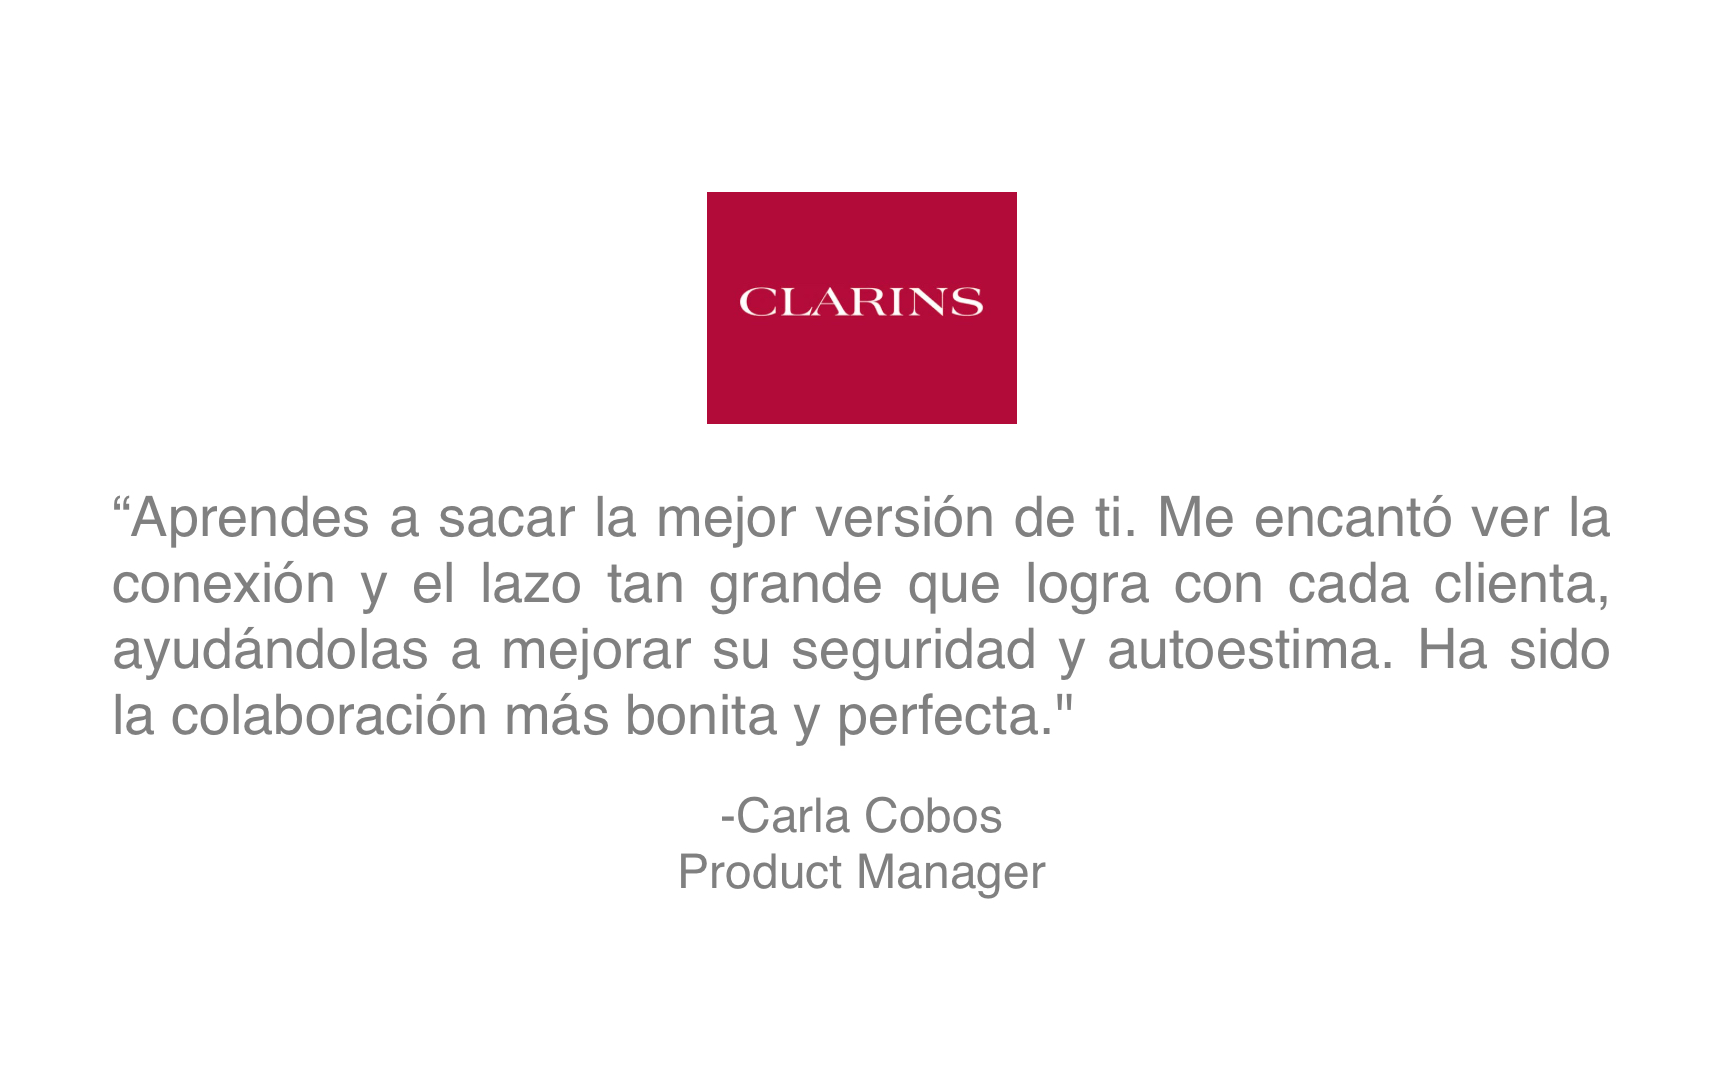 CLARINS
“Aprendes a sacar la mejor versión de ti. Me encantó ver la
conexión y el lazo tan grande que logra con cada clienta,
ayudándolas a mejorar su seguridad y autoestima. Ha sido
la colaboración más bonita y perfecta."
-Carla Cobos
Product Manager